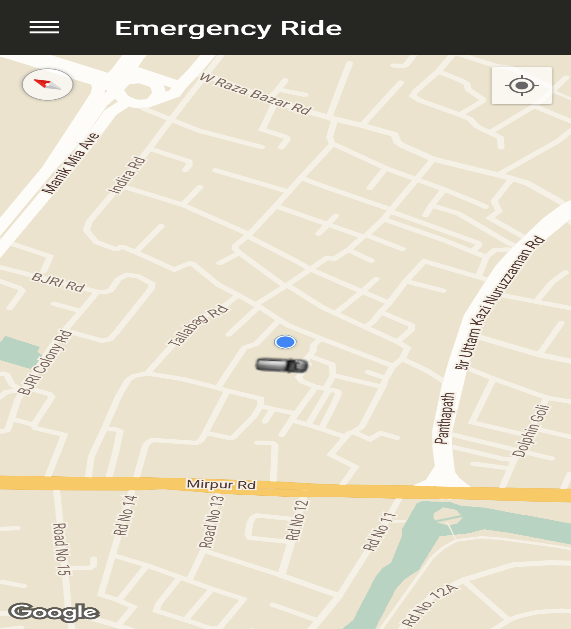 Emergency Ride
W Raza Bazar Rd
Manik Mia Ave
Indira Rd
BJRI Rd
Tallabag Rd
BJRI Colony Rd
Bir Uttam Kazi Nuruzzaman Rd
Panthapath
Dolphin Goli
Mirpur Rd
Road No 15
Rd No 14
Road No 13
Rd No 12
Rd No 11
Rd No. 12A
Google